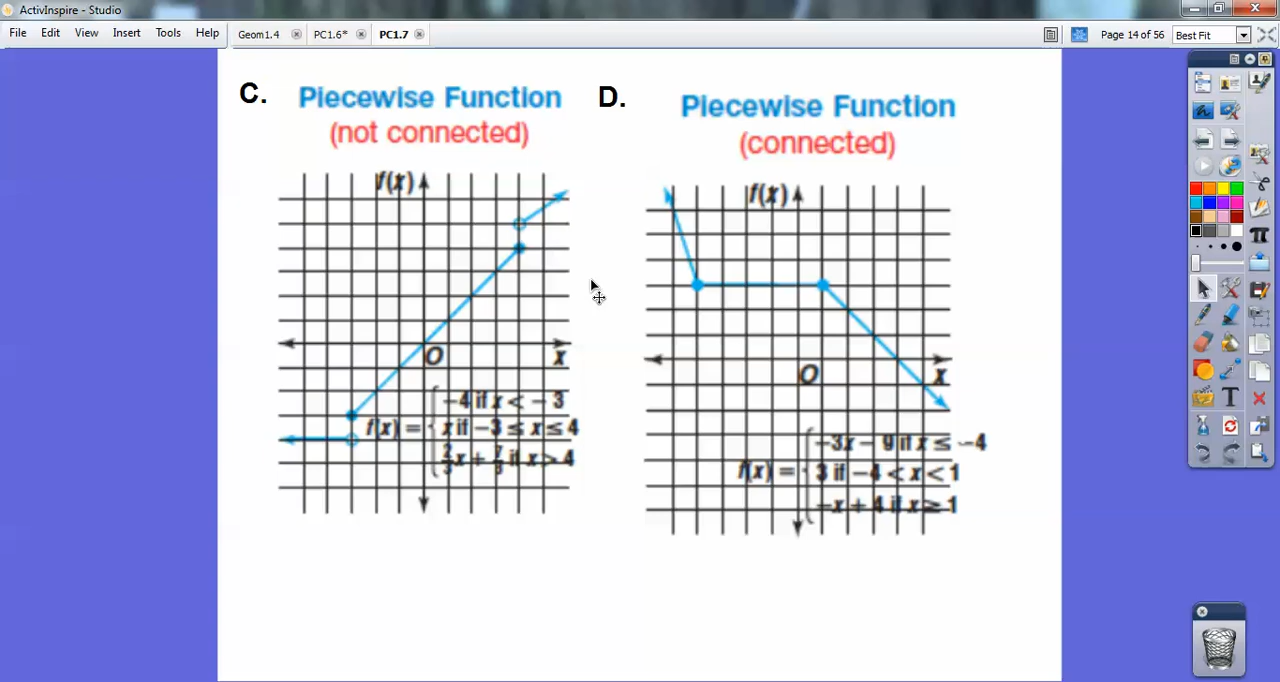 ActivInspire - Studio
File Edit View Insert Tools Help
Geom1.4 PC1.6* PC1.7
Page 14 of 56 Best Fit
C. Piecewise Function
(not connected)
f(x)
O
x
f(x) = { -4 if x < -3
x if -3 ≤ x ≤ 4
x + if x > 4
D. Piecewise Function
(connected)
f(x)
O
x
f(x) = { -3x - 9 if x ≤ -4
3 if -4 < x < 1
-x + 4 if x ≥ 1
π
T